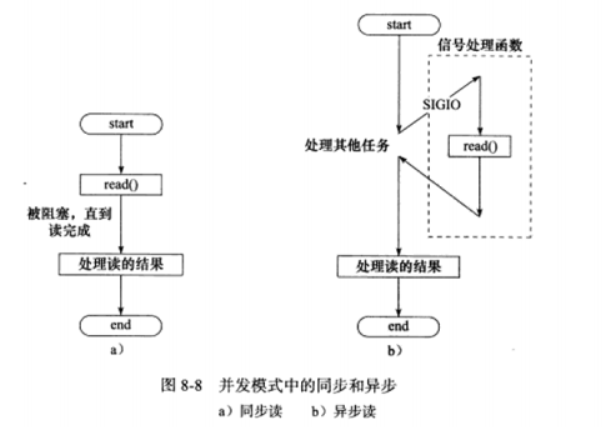 start
read()
被阻塞，直到
读完成
处理读的结果
end
a）
start
信号处理函数
SIGIO
处理其他任务
read()
处理读的结果
end
b）
图 8-8 并发模式中的同步和异步
a）同步读 b）异步读